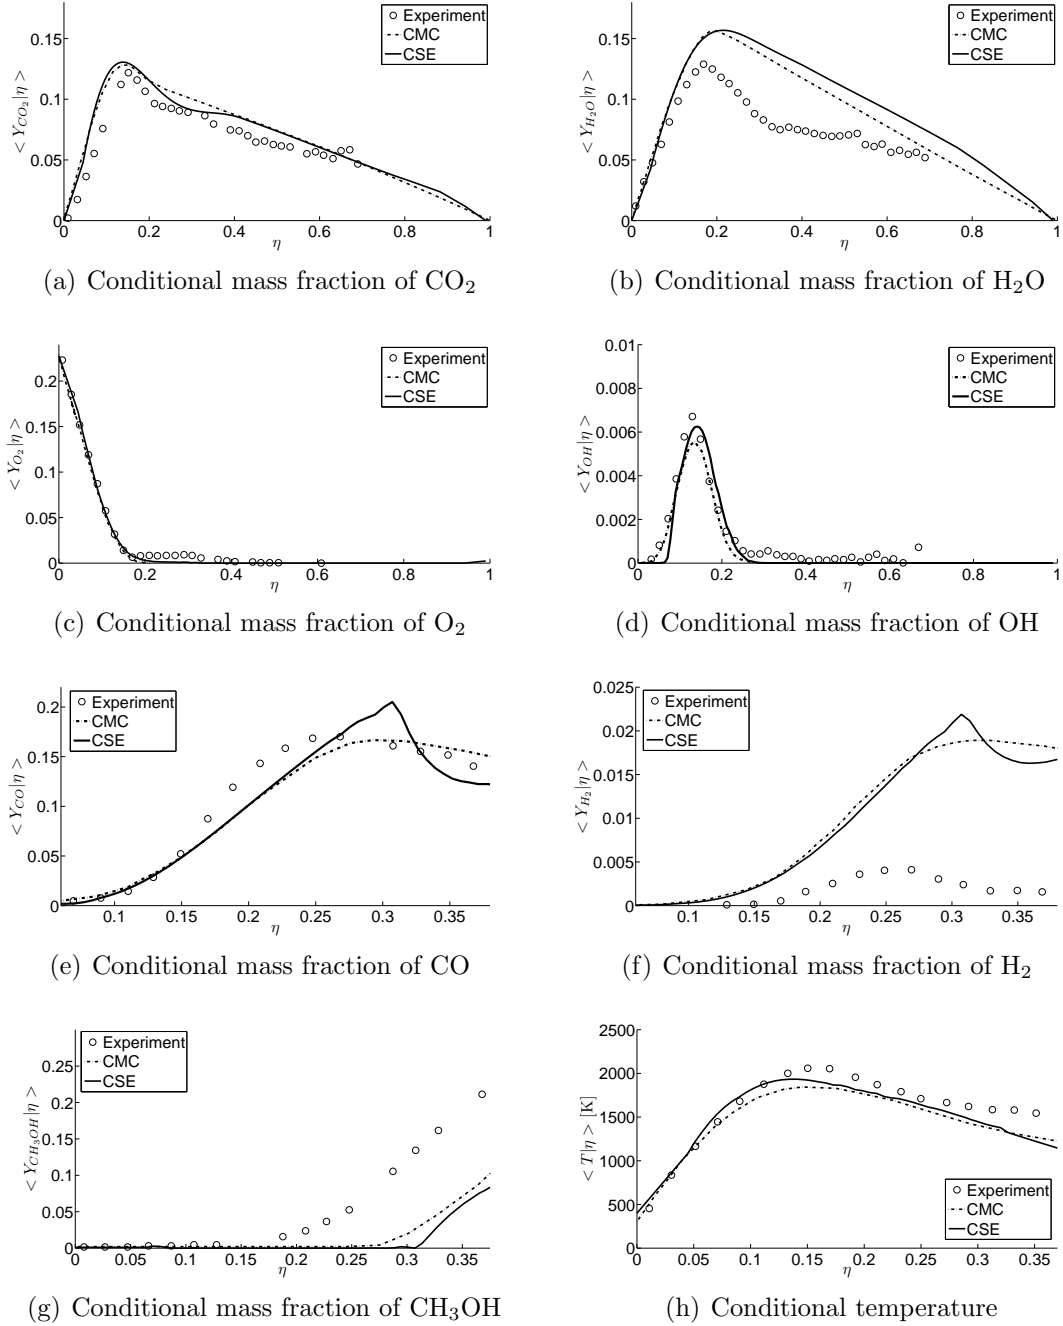 0.15
0.1
0.05
0
< Y_{CO_2}|η >
Experiment
CMC
CSE
0 0.2 0.4 0.6 0.8 1
η
(a) Conditional mass fraction of CO₂
0.15
0.1
0.05
0
< Y_{H_2O}|η >
Experiment
CMC
CSE
0 0.2 0.4 0.6 0.8 1
η
(b) Conditional mass fraction of H₂O
0.2
0.15
0.1
0.05
0
< Y_{O_2}|η >
Experiment
CMC
CSE
0 0.2 0.4 0.6 0.8 1
η
(c) Conditional mass fraction of O₂
0.01
0.008
0.006
0.004
0.002
0
< Y_{OH}|η >
Experiment
CMC
CSE
0 0.2 0.4 0.6 0.8 1
η
(d) Conditional mass fraction of OH
0.2
0.15
0.1
0.05
0
< Y_{CO}|η >
Experiment
CMC
CSE
0.1 0.15 0.2 0.25 0.3 0.35
η
(e) Conditional mass fraction of CO
0.025
0.02
0.015
0.01
0.005
0
< Y_{H_2}|η >
Experiment
CMC
CSE
0.1 0.15 0.2 0.25 0.3 0.35
η
(f) Conditional mass fraction of H₂
0.25
0.2
0.15
0.1
0.05
0
< Y_{CH_3OH}|η >
Experiment
CMC
CSE
0 0.05 0.1 0.15 0.2 0.25 0.3 0.35
η
(g) Conditional mass fraction of CH₃OH
2500
2000
1500
1000
500
0
< T|η > [K]
Experiment
CMC
CSE
0 0.05 0.1 0.15 0.2 0.25 0.3 0.35
η
(h) Conditional temperature